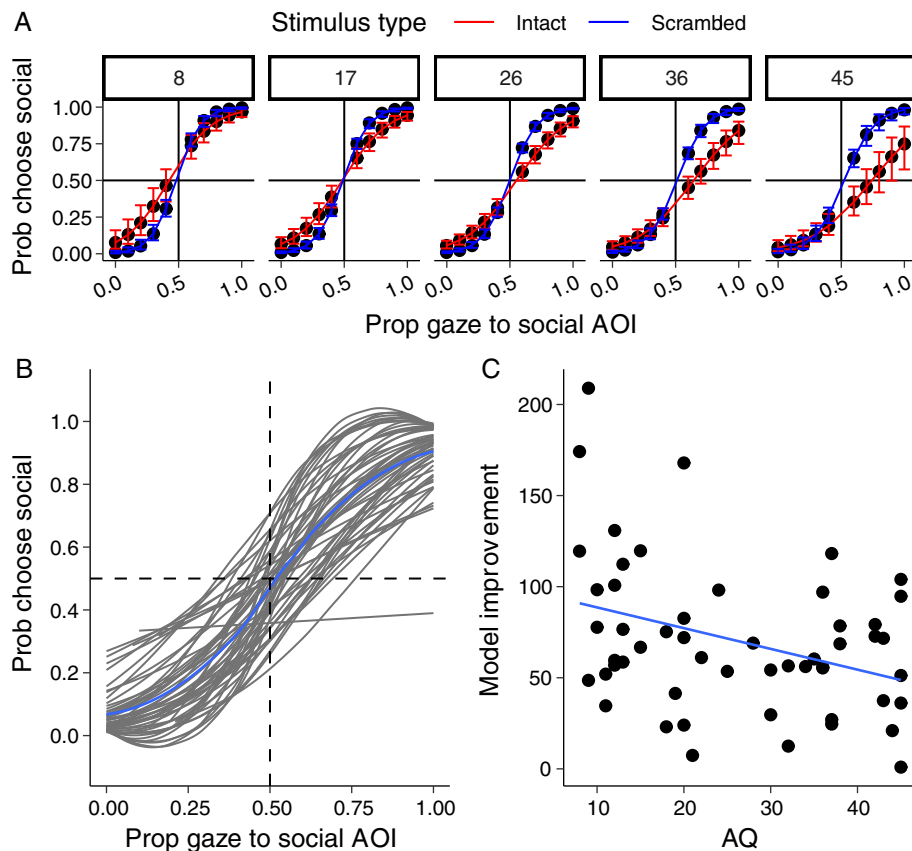 A
Stimulus type Intact Scrambed
8 17 26 36 45
Prob choose social
1.00
0.75
0.50
0.25
0.00
0.0 0.5 1.0 0.0 0.5 1.0 0.0 0.5 1.0 0.0 0.5 1.0 0.0 0.5 1.0
Prop gaze to social AOI
B
Prob choose social
1.0
0.8
0.6
0.4
0.2
0.0
0.00 0.25 0.50 0.75 1.00
Prop gaze to social AOI
C
Model improvement
200
150
100
50
0
10 20 30 40
AQ